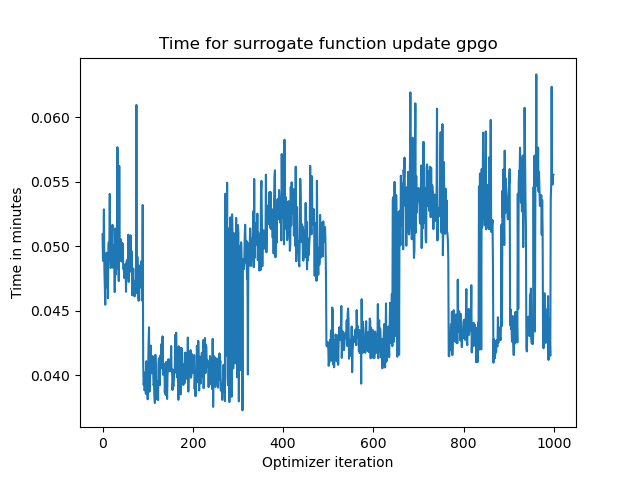 Time for surrogate function update gpgo
0.060
0.055
0.050
0.045
0.040
Time in minutes
0 200 400 600 800 1000
Optimizer iteration